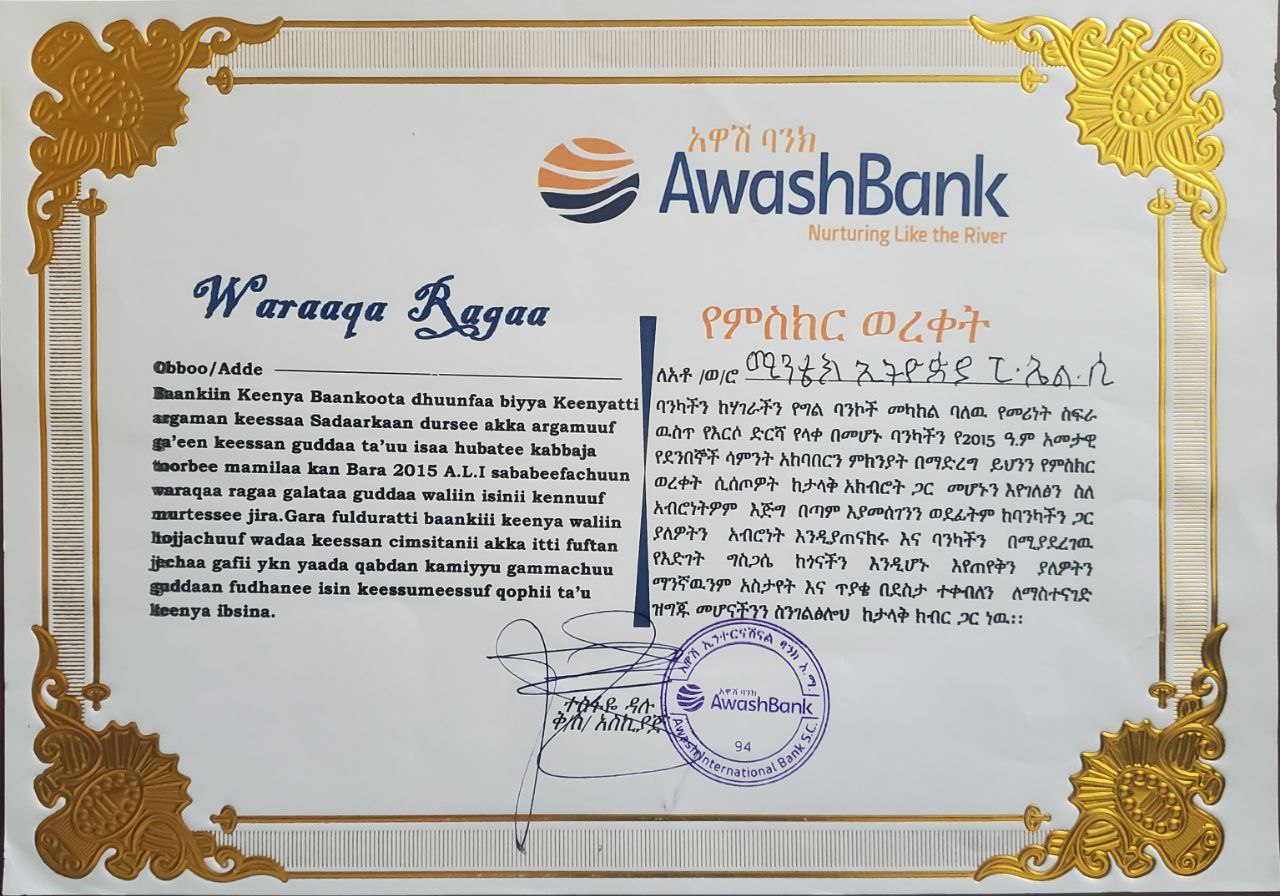 አዋሽ ባንክ
AwashBank
Nurturing Like the River
Waraaqa Ragaa
Obboo/Adde
Baankiin Keenya Baankoota dhuunfaa biyya Keenyatti
argaman keessaa Sadaarkaan dursee akka argamuuf
ga'een keessan guddaa ta'uu isaa hubatee kabbaja
toorbee mamilaa kan Bara 2015 A.L.I sababeefachuun
waraqaa ragaa galataa guddaa waliin isinii kennuuf
murtessee jira.Gara fulduratti baankiii keenya waliin
hojjachuuf wadaa keessan cimsitanii akka itti fuftan
jechaa gafii ykn yaada qabdan kamiyyu gammachuu
guddaan fudhanee isin keessumeessuf qophii ta'u
keenya ibsina.
የምስክር ወረቀት
ለአቶ /ወ/ሮ ሚንቴክ ኢትዮጵያ ፒ.ኤል.ሲ
ባንካችን ከሃገራችን የግል ባንኮች መካከል ባለዉ የመሪነት ስፍራ
ዉስጥ የእርሶ ድርሻ የላቀ በመሆኑ ባንካችን የ2015 ዓ.ም አመታዊ
የደንበኞች ሳምንት አከባበርን ምክንያት በማድረግ ይህንን የምስክር
ወረቀት ሲሰጦዎት ከታላቅ አክብሮት ጋር መሆኑን እየገለፅን ስለ
አብሮነትዎም እጅግ በጣም እያመሰገንን ወደፊትም ከባንካችን ጋር
ያለዎትን አብሮነት እንዲያጠናክሩ እና ባንካችን በሚያደረገዉ
የእድገት ግስጋሴ ከጎናችን እንዲሆኑ እየጠየቅን ያለዎትን
ማንኛዉንም አስታየት እና ጥያቄ በደስታ ተቀብለን ለማስተናገድ
ዝግጁ መሆናችንን ስንገልፅሎህ ከታላቅ ክብር ጋር ነዉ፡፡
ተስፋዬ ዳሉ
ቅ/ስ/ አስኪያጅ
አዋሽ ኢንተርናሽናል ባንክ አ.ማ.
አዋሽ ባንክ
AwashBank
94
Awash International Bank S.C.